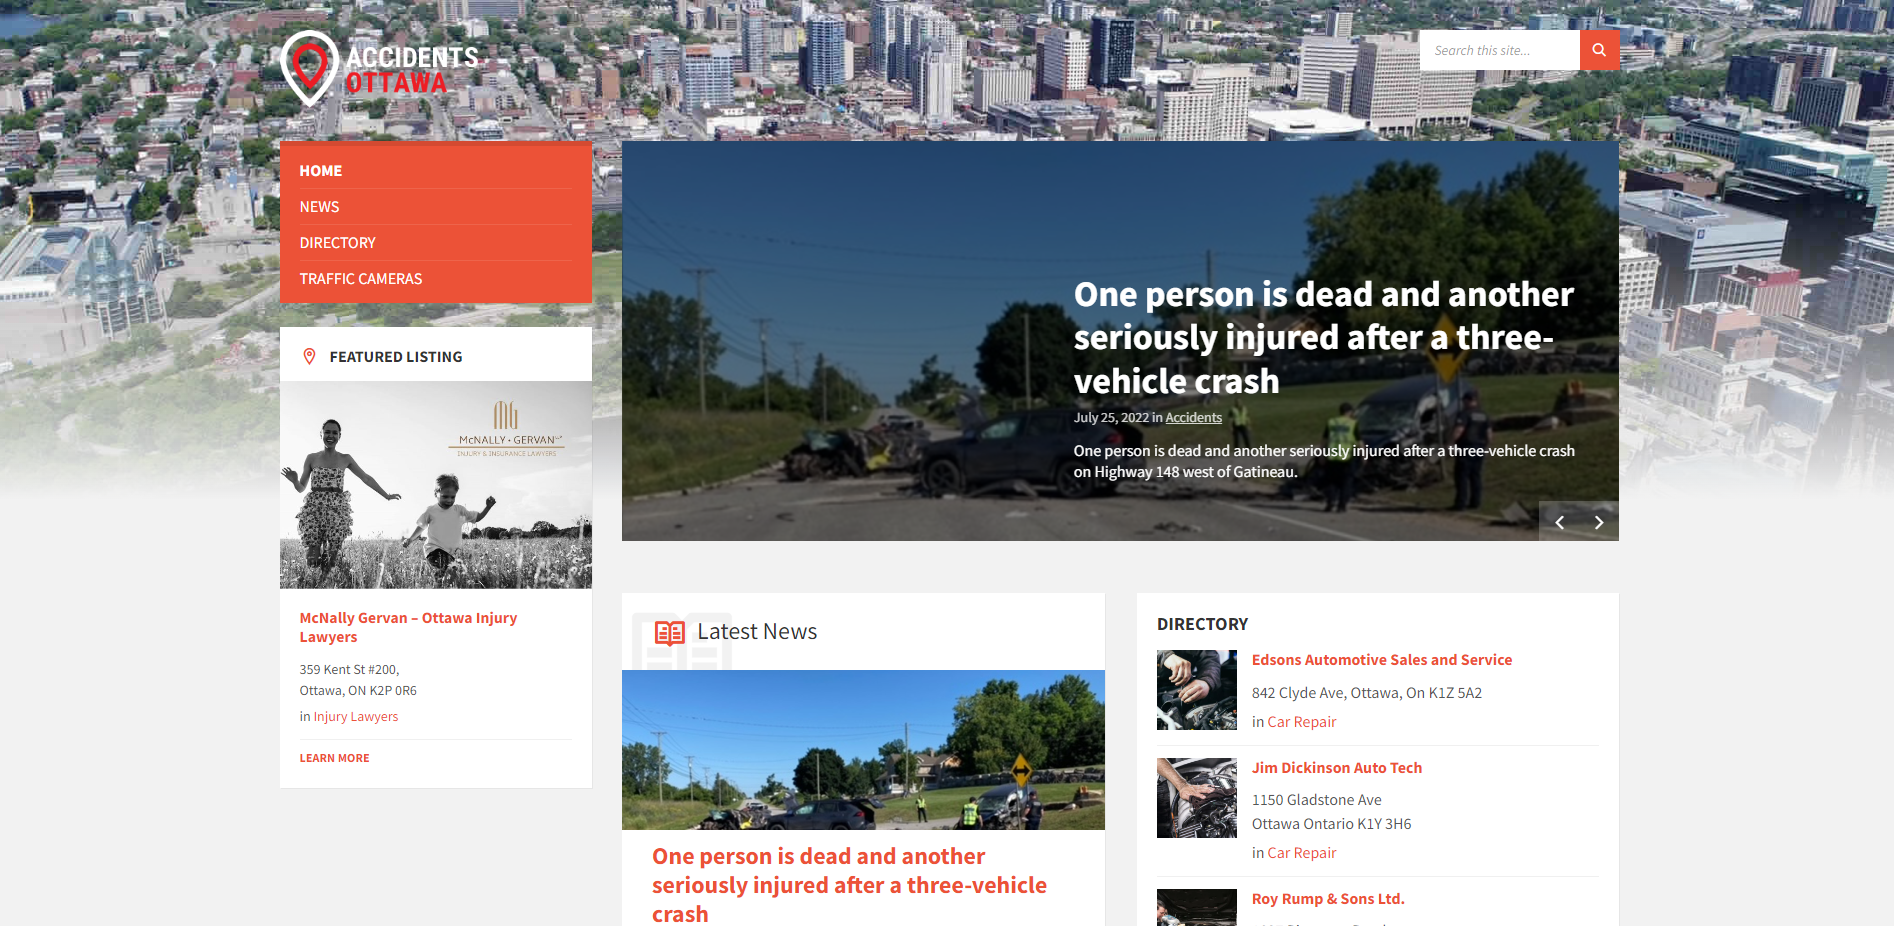 ACCIDENTS
OTTAWA
Search this site...
HOME
NEWS
DIRECTORY
TRAFFIC CAMERAS
FEATURED LISTING
McNALLY · GERVAN
INJURY & INSURANCE LAWYERS
McNally Gervan – Ottawa Injury
Lawyers
359 Kent St #200,
Ottawa, ON K2P 0R6
in Injury Lawyers
LEARN MORE
One person is dead and another
seriously injured after a three-
vehicle crash
July 25, 2022 in Accidents
One person is dead and another seriously injured after a three-vehicle crash
on Highway 148 west of Gatineau.
Latest News
One person is dead and another
seriously injured after a three-vehicle
crash
DIRECTORY
Edsons Automotive Sales and Service
842 Clyde Ave, Ottawa, On K1Z 5A2
in Car Repair
Jim Dickinson Auto Tech
1150 Gladstone Ave
Ottawa Ontario K1Y 3H6
in Car Repair
Roy Rump & Sons Ltd.